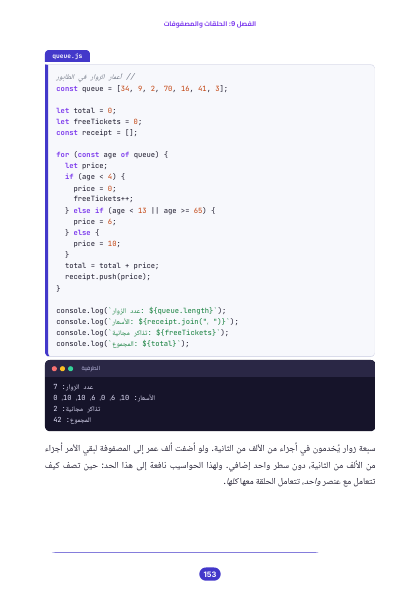 الفصل 9: الحلقات والمصفوفات
queue.js
// أعمار الزوار في الطابور
const queue = [34, 9, 2, 70, 16, 41, 3];
let total = 0;
let freeTickets = 0;
const receipt = [];
for (const age of queue) {
let price;
if (age < 4) {
price = 0;
freeTickets++;
} else if (age < 13 || age >= 65) {
price = 6;
} else {
price = 10;
}
total = total + price;
receipt.push(price);
}
console.log(`عدد الزوار: ${queue.length}`);
console.log(`الأسعار: ${receipt.join(", ")}`);
console.log(`تذاكر مجانية: ${freeTickets}`);
console.log(`المجموع: ${total}`);
الطرفية
عدد الزوار: 7
الأسعار: 10، 6، 0، 6، 10، 10، 0
تذاكر مجانية: 2
المجموع: 42
سبعة زوار يُخدمون في أجزاء من الألف من الثانية. ولو أضفت ألف عمر إلى المصفوفة لبقي الأمر أجزاء
من الألف من الثانية، دون سطر واحد إضافي. ولهذا الحواسيب نافعة إلى هذا الحد: حين تصف كيف
تتعامل مع عنصر واحد، تتعامل الحلقة معها كلها.
153